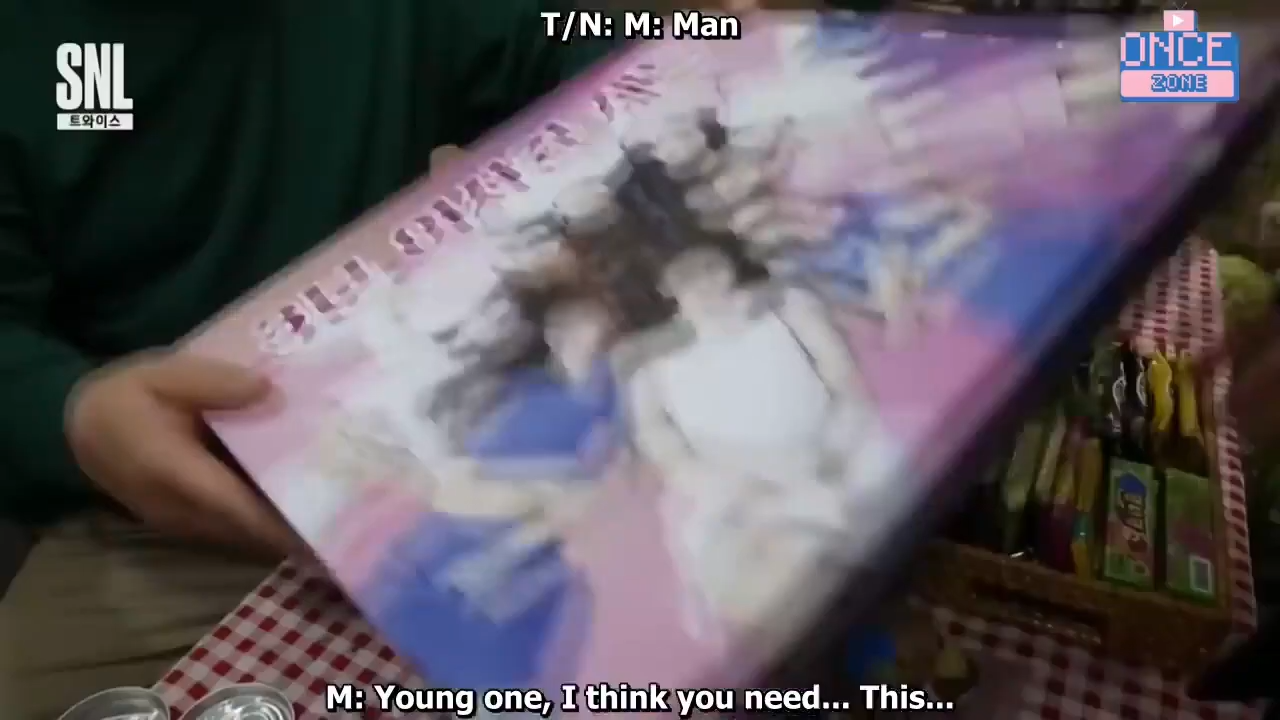 T/N: M: Man
SNL
트와이스
ONCE
ZONE
M: Young one, I think you need... This...